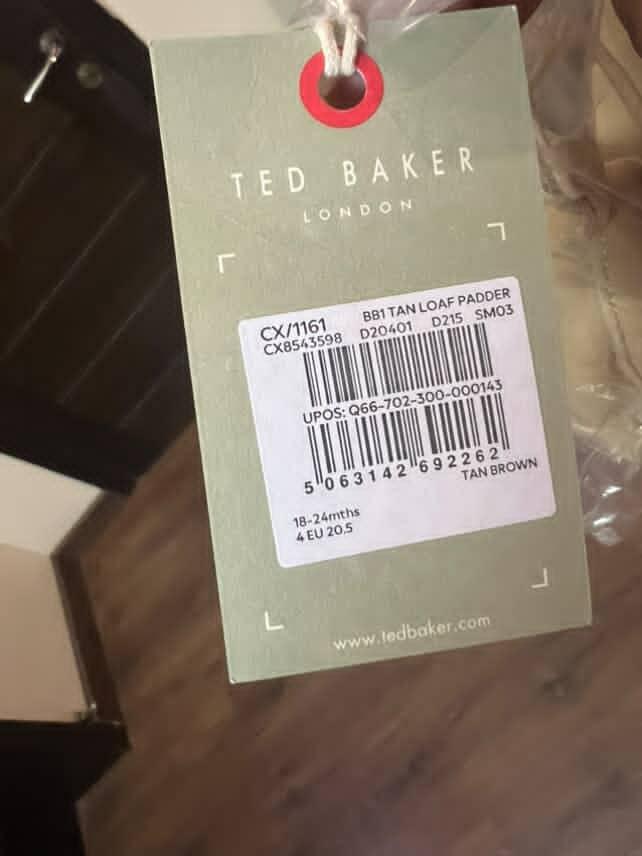 TED BAKER
LONDON
CX/1161 BB1 TAN LOAF PADDER
CX8543598 D20401 D215 SM03
UPOS: Q66-702-300-000143
5 063142 692262
TAN BROWN
18-24mths
4 EU 20.5
www.tedbaker.com